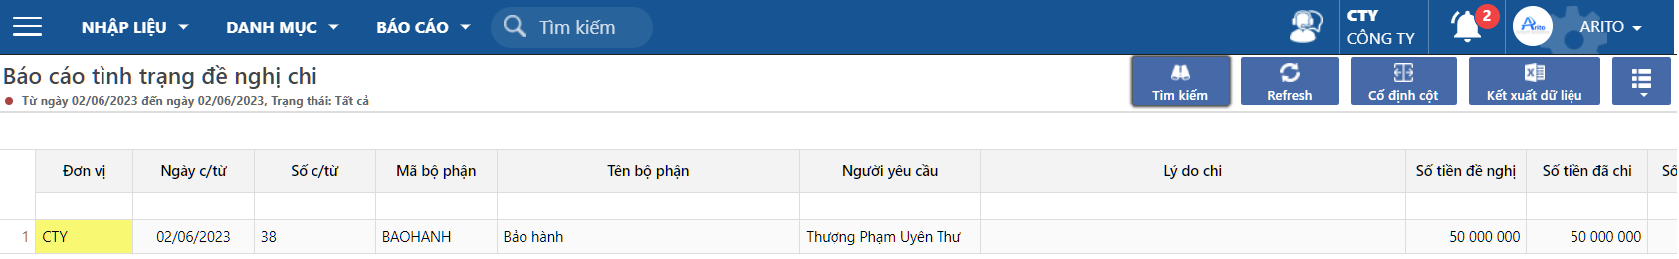 NHẬP LIỆU DANH MỤC BÁO CÁO Tìm kiếm CTY 2 Arito ARITO
CÔNG TY
Báo cáo tình trạng đề nghị chi
Từ ngày 02/06/2023 đến ngày 02/06/2023, Trạng thái: Tất cả
Tìm kiếm Refresh Cố định cột Kết xuất dữ liệu
Đơn vị Ngày c/từ Số c/từ Mã bộ phận Tên bộ phận Người yêu cầu Lý do chi Số tiền đề nghị Số tiền đã chi Số
1 CTY 02/06/2023 38 BAOHANH Bảo hành Thương Phạm Uyên Thư 50 000 000 50 000 000